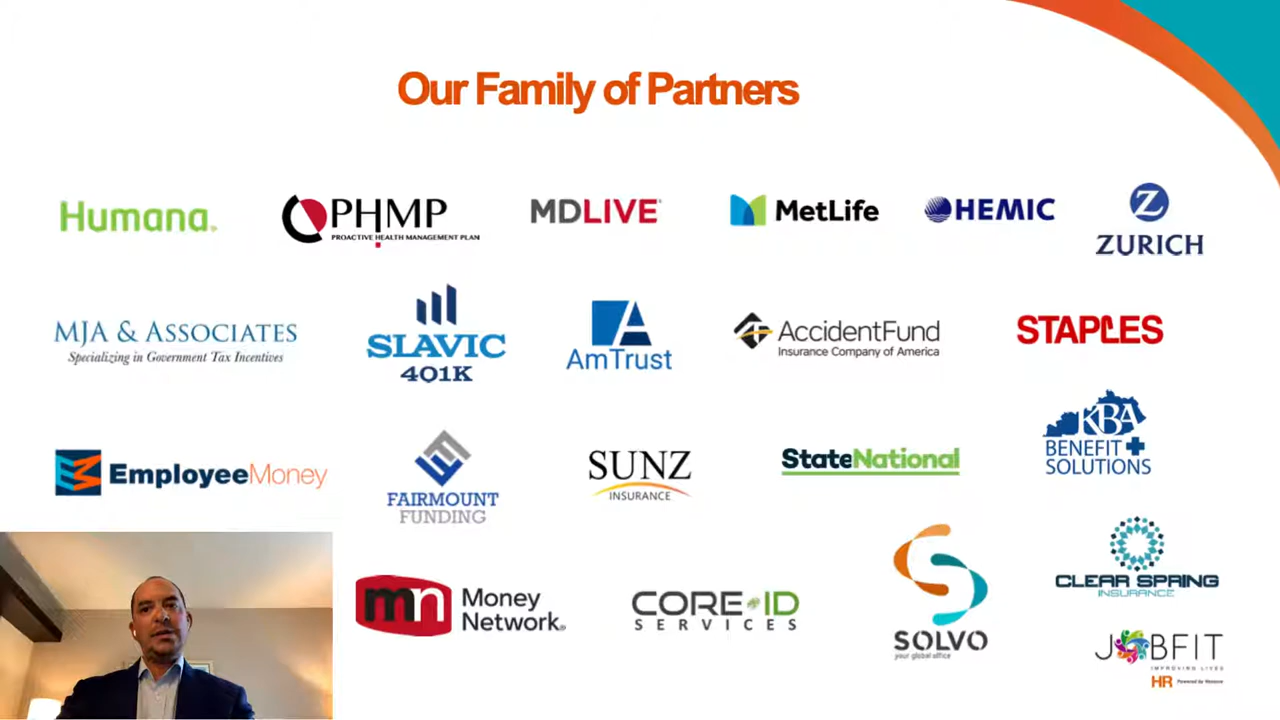 Our Family of Partners
Humana
PHMP
PROACTIVE HEALTH MANAGEMENT PLAN
MDLIVE
MetLife
HEMIC
Z
ZURICH
MJA & ASSOCIATES
Specializing in Government Tax Incentives
SLAVIC
401K
AmTrust
AccidentFund
Insurance Company of America
STAPLES
EmployeeMoney
FAIRMOUNT
FUNDING
SUNZ
INSURANCE
StateNational
KBA
BENEFIT
SOLUTIONS
mn
Money
Network
CORE ID
SERVICES
SOLVO
your global office
CLEAR SPRING
INSURANCE
JOBFIT
IMPROVING LIVES
HR Powered by